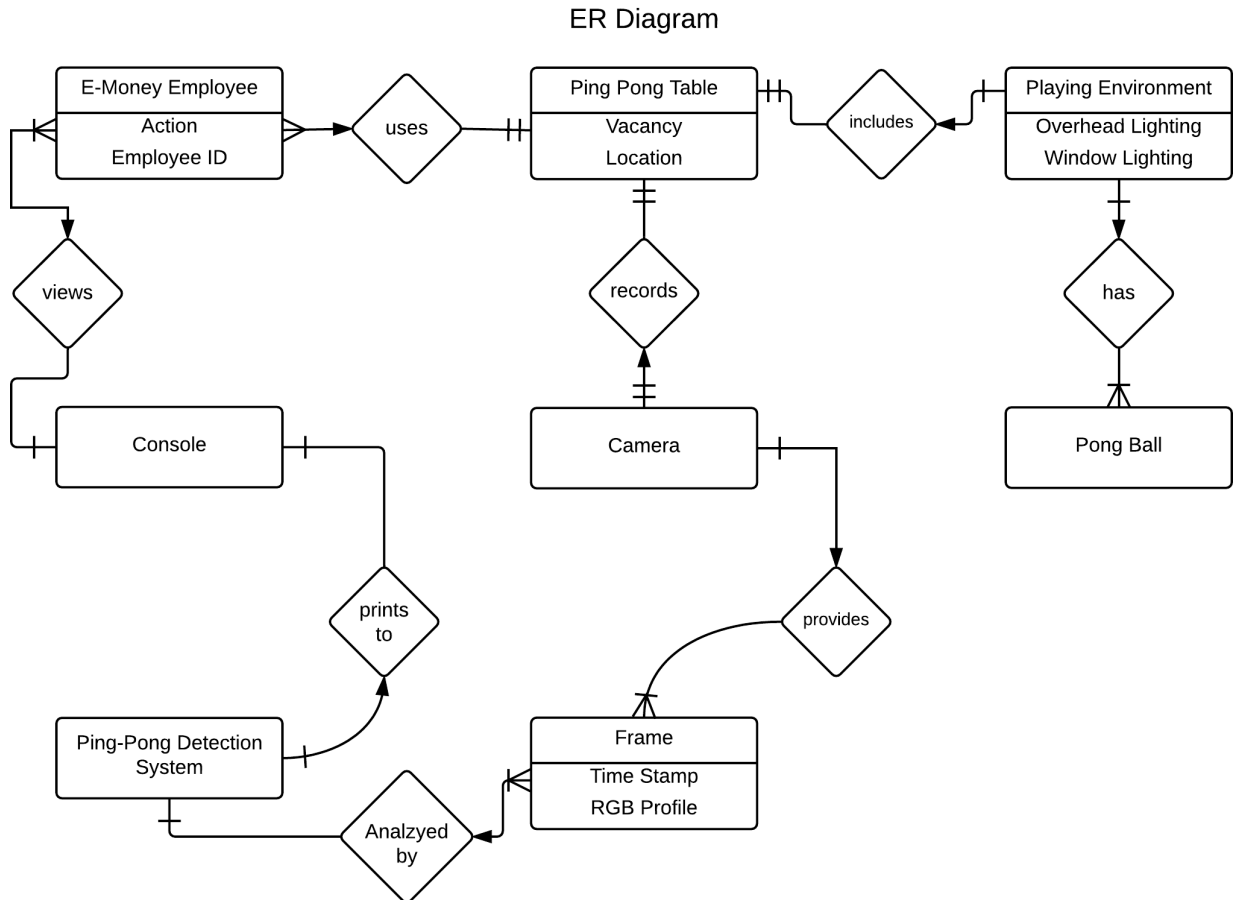 ER Diagram
E-Money Employee
Action
Employee ID
uses
Ping Pong Table
Vacancy
Location
includes
Playing Environment
Overhead Lighting
Window Lighting
views
records
has
Console
Camera
Pong Ball
prints
to
provides
Ping-Pong Detection
System
Frame
Time Stamp
RGB Profile
Analzyed
by